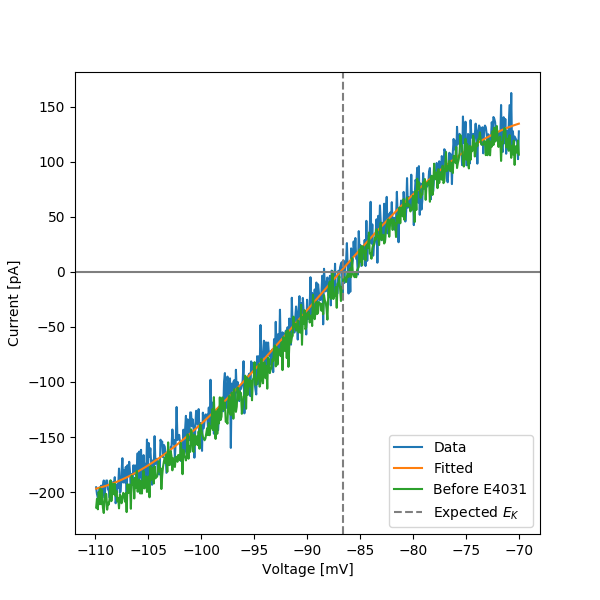 150
100
50
0
−50
−100
−150
−200
Current [pA]
Data
Fitted
Before E4031
Expected E_K
−110 −105 −100 −95 −90 −85 −80 −75 −70
Voltage [mV]